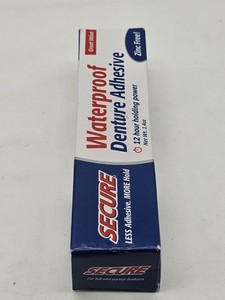 Great Value!
Zinc Free!
Waterproof
Denture Adhesive
12 hour holding power
Net Wt. 1.4oz
SECURE
LESS Adhesive. MORE Hold
SECURE
For full and partial dentures